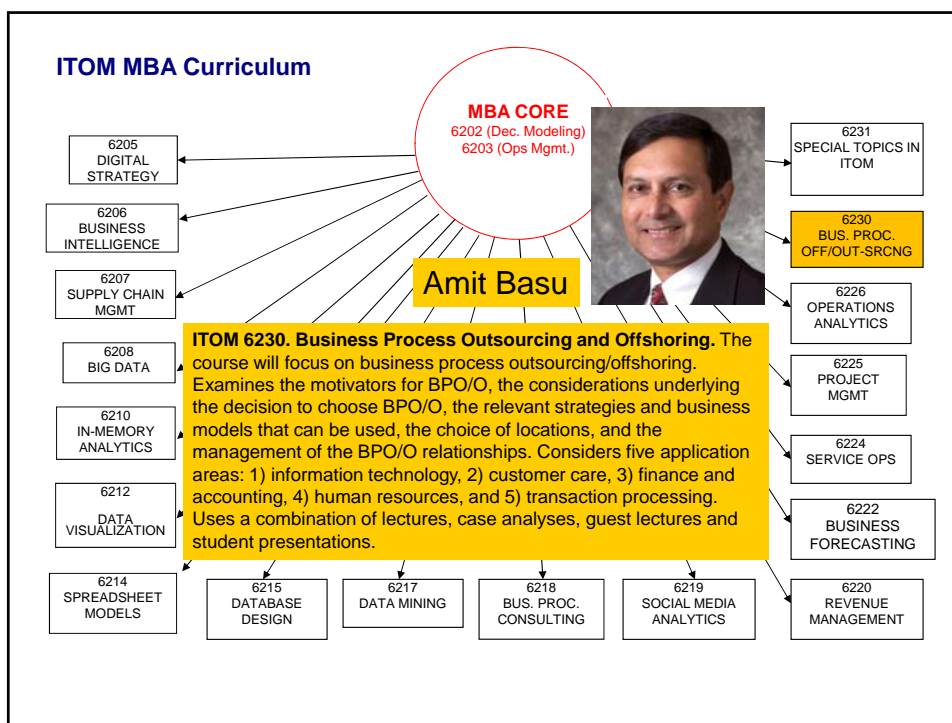 ITOM MBA Curriculum
MBA CORE
6202 (Dec. Modeling)
6203 (Ops Mgmt.)
6205
DIGITAL
STRATEGY
6206
BUSINESS
INTELLIGENCE
6207
SUPPLY CHAIN
MGMT
6208
BIG DATA
6210
IN-MEMORY
ANALYTICS
6212
DATA
VISUALIZATION
6214
SPREADSHEET
MODELS
6215
DATABASE
DESIGN
6217
DATA MINING
6218
BUS. PROC.
CONSULTING
6219
SOCIAL MEDIA
ANALYTICS
6220
REVENUE
MANAGEMENT
6222
BUSINESS
FORECASTING
6224
SERVICE OPS
6225
PROJECT
MGMT
6226
OPERATIONS
ANALYTICS
6230
BUS. PROC.
OFF/OUT-SRCNG
6231
SPECIAL TOPICS IN
ITOM
Amit Basu
ITOM 6230. Business Process Outsourcing and Offshoring. The
course will focus on business process outsourcing/offshoring.
Examines the motivators for BPO/O, the considerations underlying
the decision to choose BPO/O, the relevant strategies and business
models that can be used, the choice of locations, and the
management of the BPO/O relationships. Considers five application
areas: 1) information technology, 2) customer care, 3) finance and
accounting, 4) human resources, and 5) transaction processing.
Uses a combination of lectures, case analyses, guest lectures and
student presentations.